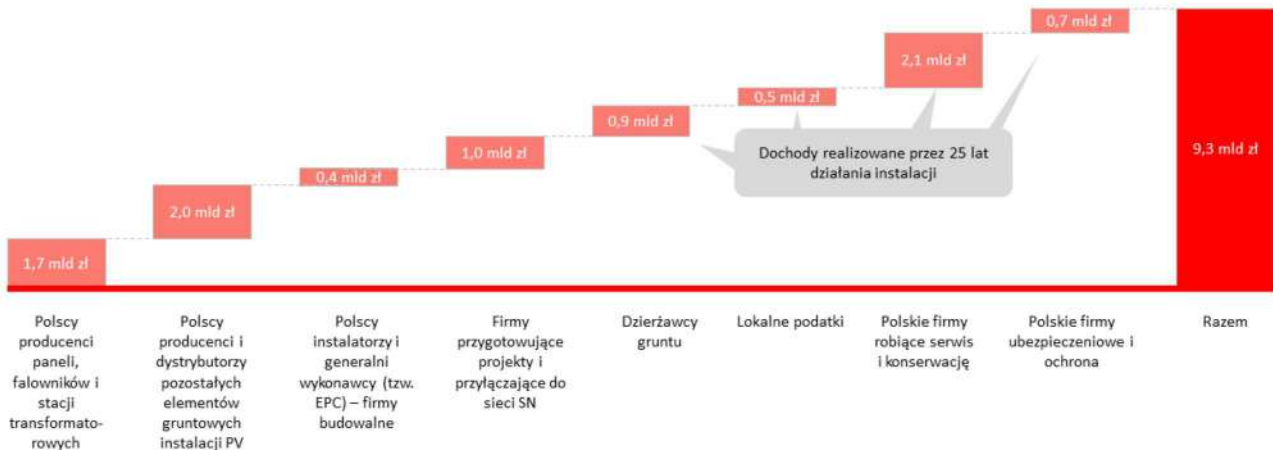 0,7 mld zł
2,1 mld zł
0,5 mld zł
0,9 mld zł
1,0 mld zł
0,4 mld zł
2,0 mld zł
1,7 mld zł
9,3 mld zł
Dochody realizowane przez 25 lat
działania instalacji
Polscy
producenci
paneli,
falowników i
stacji
transformato-
rowych
Polscy
producenci i
dystrybutorzy
pozostałych
elementów
gruntowych
instalacji PV
Polscy
instalatorzy i
generalni
wykonawcy (tzw.
EPC) – firmy
budowalne
Firmy
przygotowujące
projekty i
przyłączające do
sieci SN
Dzierżawcy
gruntu
Lokalne podatki
Polskie firmy
robiące serwis
i konserwację
Polskie firmy
ubezpieczeniowe i
ochrona
Razem